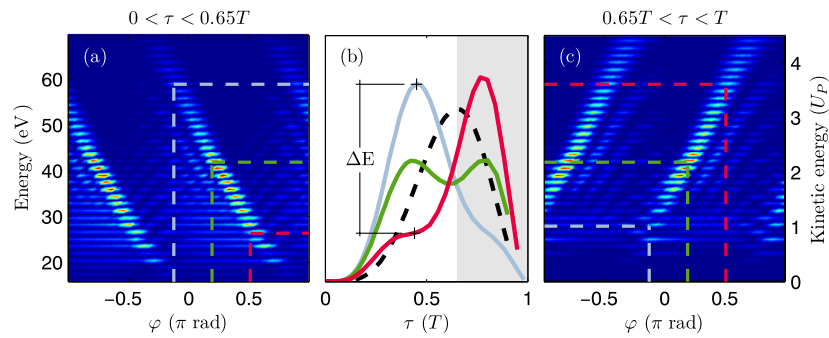 0 < τ < 0.65T
0.65T < τ < T
(a)
(b)
(c)
Energy (eV)
60
50
40
30
20
−0.5
0
0.5
φ (π rad)
ΔE
0
0.5
1
τ (T)
−0.5
0
0.5
φ (π rad)
4
3
2
1
0
Kinetic energy (U_P)